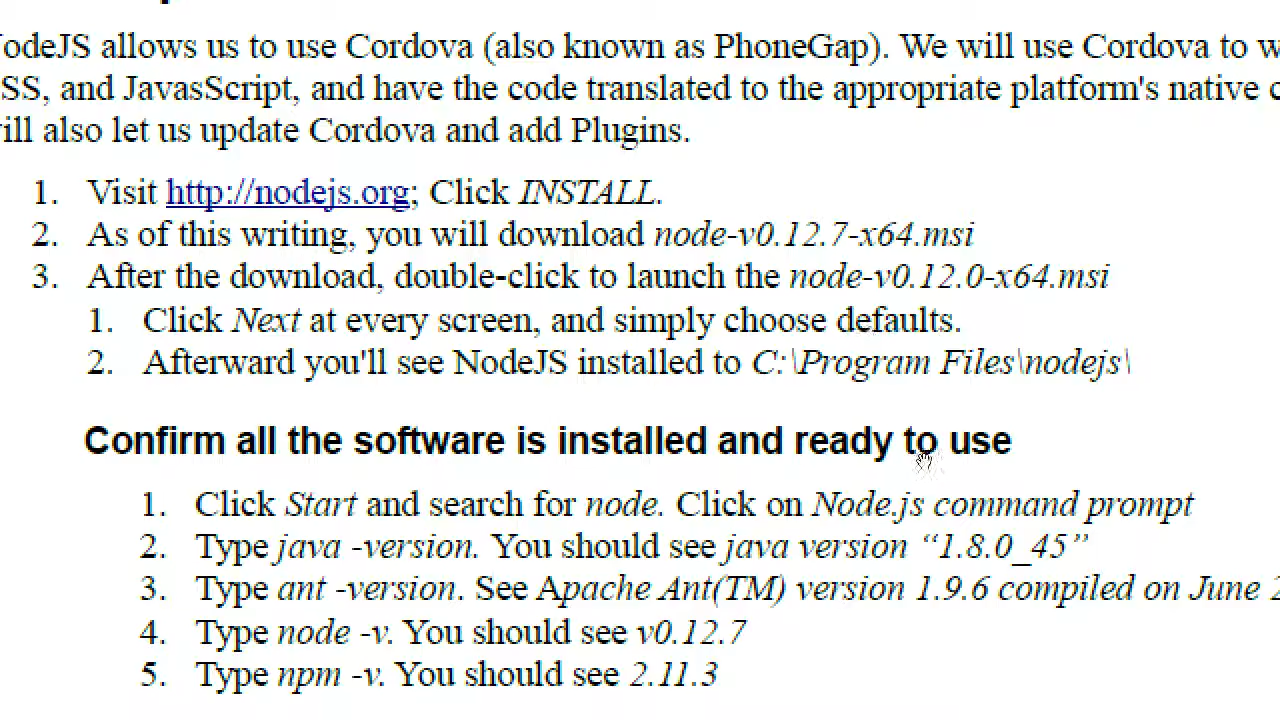 allows us to use Cordova (also known as PhoneGap). We will use Cordova to
and JavasScript, and have the code translated to the appropriate platform's native
also let us update Cordova and add Plugins.
1. Visit http://nodejs.org; Click INSTALL.
2. As of this writing, you will download node-v0.12.7-x64.msi
3. After the download, double-click to launch the node-v0.12.0-x64.msi
1. Click Next at every screen, and simply choose defaults.
2. Afterward you'll see NodeJS installed to C:\Program Files\nodejs\
Confirm all the software is installed and ready to use
1. Click Start and search for node. Click on Node.js command prompt
2. Type java -version. You should see java version “1.8.0_45”
3. Type ant -version. See Apache Ant(TM) version 1.9.6 compiled on June
4. Type node -v. You should see v0.12.7
5. Type npm -v. You should see 2.11.3